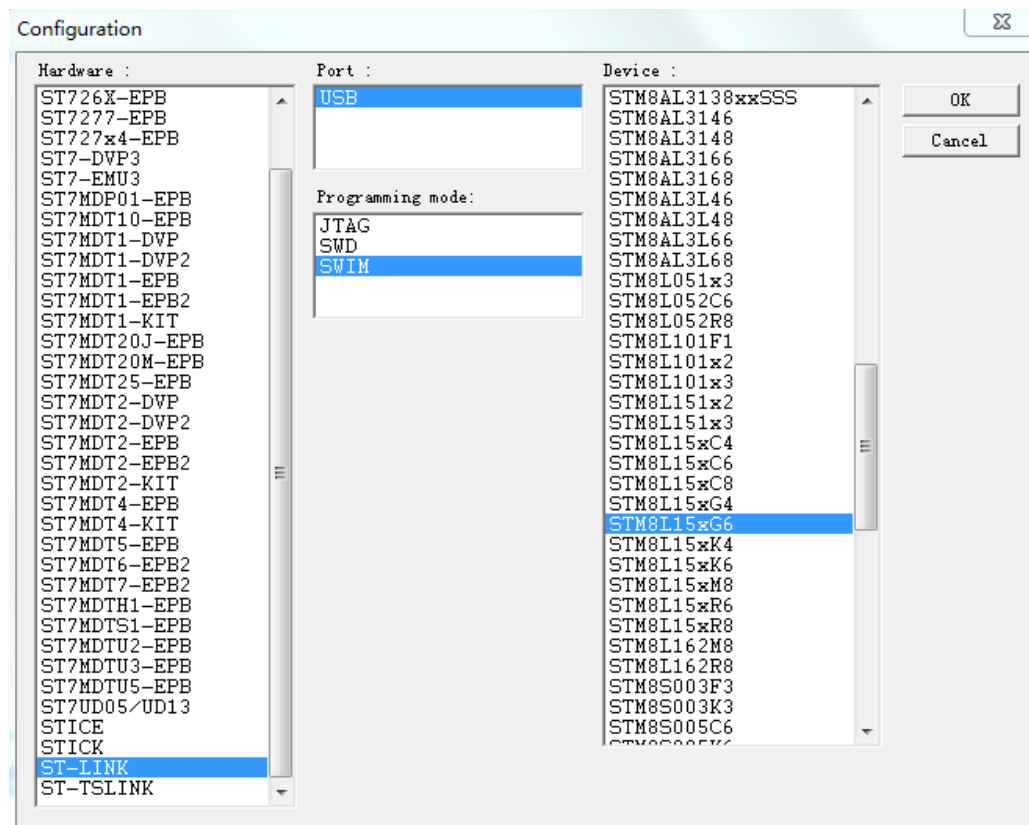 Configuration
Hardware :
ST726X-EPB
ST7277-EPB
ST727x4-EPB
ST7-DVP3
ST7-EMU3
ST7MDP01-EPB
ST7MDT10-EPB
ST7MDT1-DVP
ST7MDT1-DVP2
ST7MDT1-EPB
ST7MDT1-EPB2
ST7MDT1-KIT
ST7MDT20J-EPB
ST7MDT20M-EPB
ST7MDT25-EPB
ST7MDT2-DVP
ST7MDT2-DVP2
ST7MDT2-EPB
ST7MDT2-EPB2
ST7MDT2-KIT
ST7MDT4-EPB
ST7MDT4-KIT
ST7MDT5-EPB
ST7MDT6-EPB2
ST7MDT7-EPB2
ST7MDTH1-EPB
ST7MDTS1-EPB
ST7MDTU2-EPB
ST7MDTU3-EPB
ST7MDTU5-EPB
ST7UD05/UD13
STICE
STICK
ST-LINK
ST-TSLINK
Port :
USB
Programming mode:
JTAG
SWD
SWIM
Device :
STM8AL3138xxSSS
STM8AL3146
STM8AL3148
STM8AL3166
STM8AL3168
STM8AL3L46
STM8AL3L48
STM8AL3L66
STM8AL3L68
STM8L051x3
STM8L052C6
STM8L052R8
STM8L101F1
STM8L101x2
STM8L101x3
STM8L151x2
STM8L151x3
STM8L15xC4
STM8L15xC6
STM8L15xC8
STM8L15xG4
STM8L15xG6
STM8L15xK4
STM8L15xK6
STM8L15xM8
STM8L15xR6
STM8L15xR8
STM8L162M8
STM8L162R8
STM8S003F3
STM8S003K3
STM8S005C6
OK
Cancel